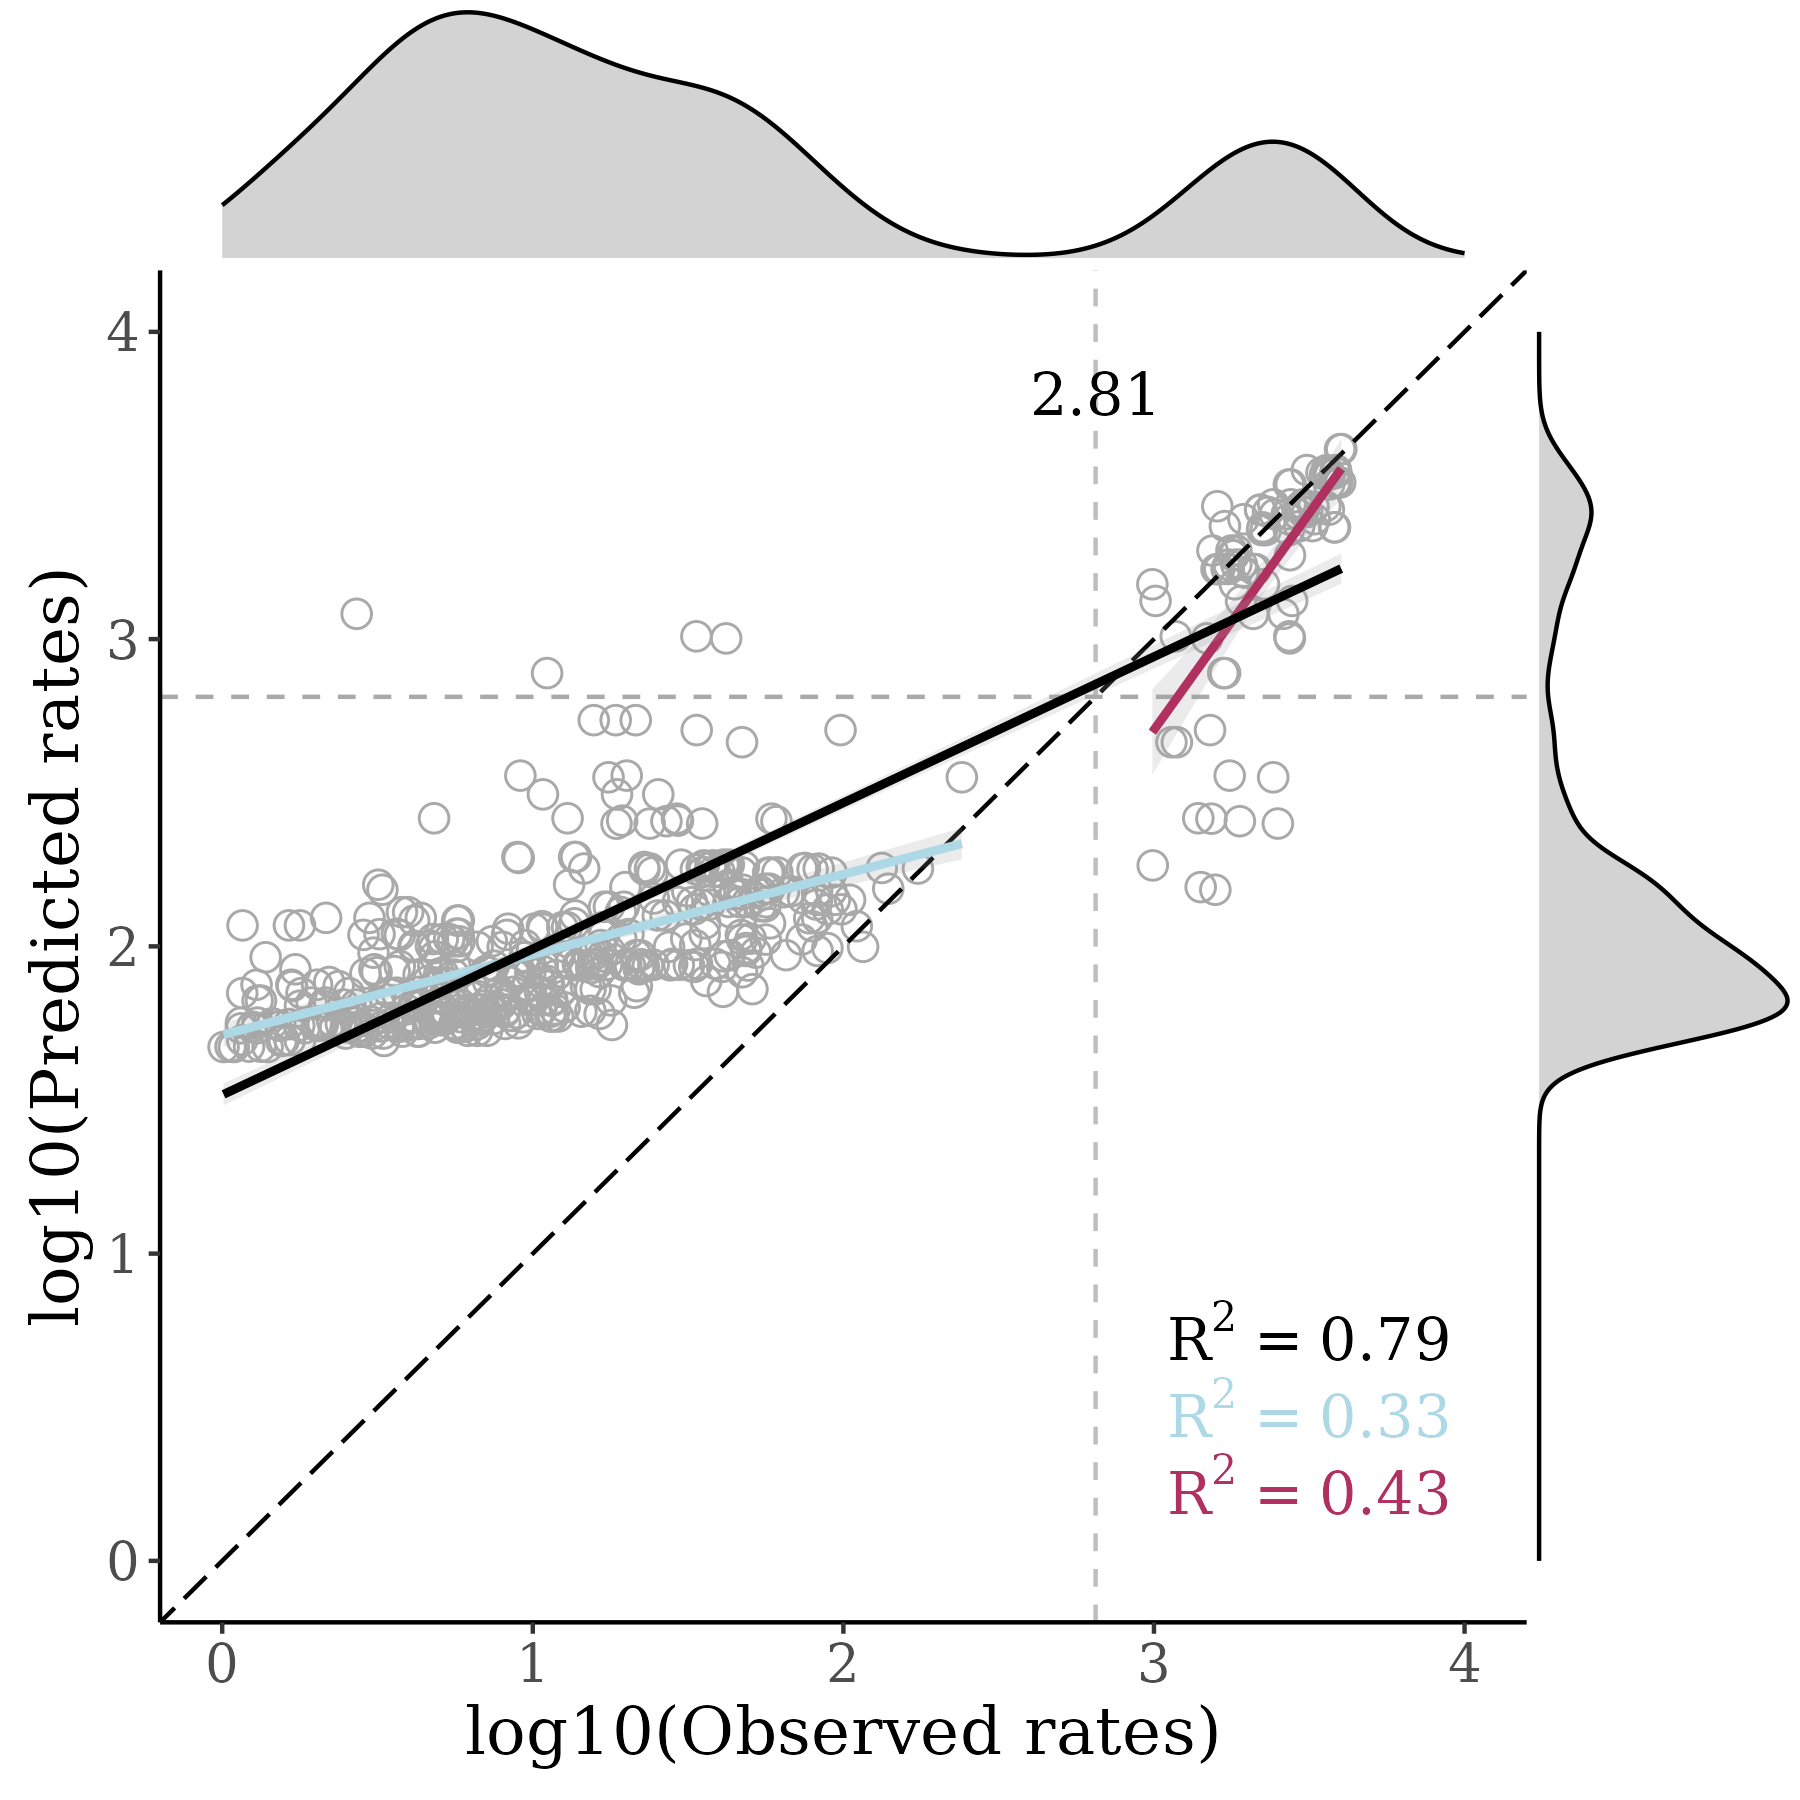 4
2.81
3
2
1
0
log10(Predicted rates)
R² = 0.79
R² = 0.33
R² = 0.43
0 1 2 3 4
log10(Observed rates)